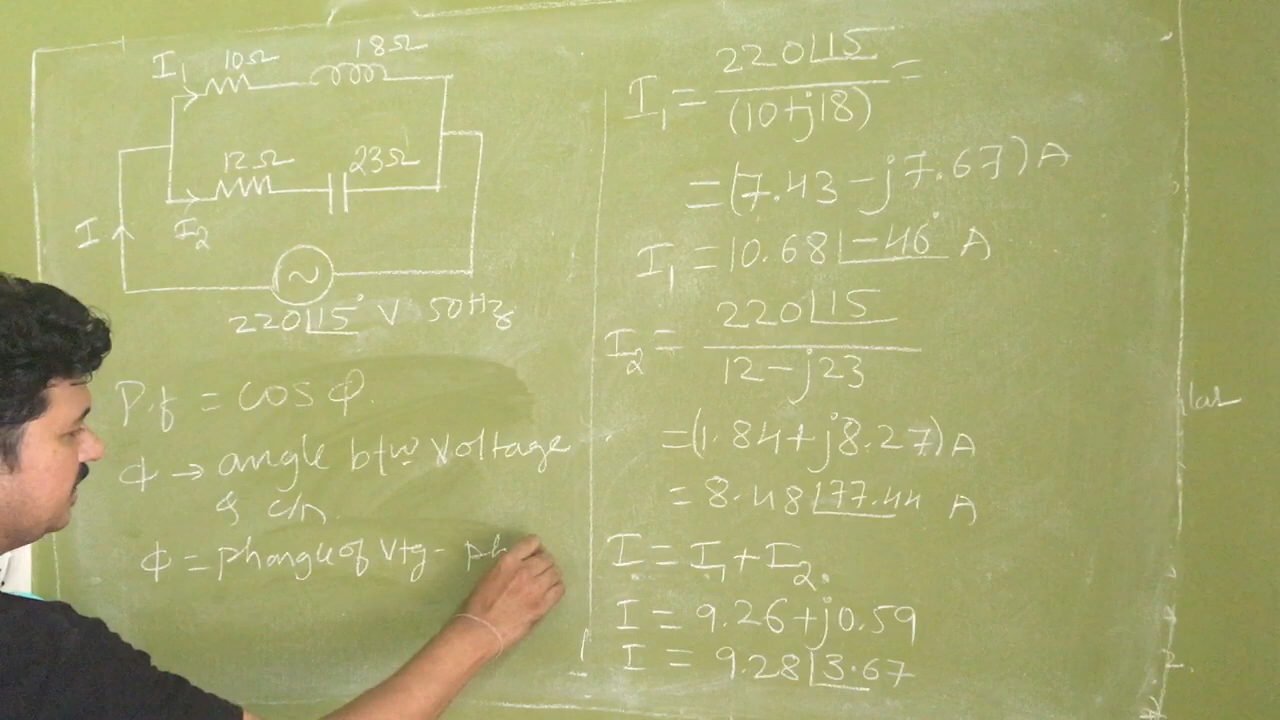 I₁ 10Ω 18Ω
12Ω 23Ω
I I₂
220∠15° V 50Hz
P.f = cos φ.
φ → angle btw Voltage
& c/n.
φ = ph angle of Vtg - ph
I₁ = 220∠15 / (10+j18) =
= (7.43 - j7.67) A
I₁ = 10.68∠-46° A
I₂ = 220∠15 / 12-j23
= (1.84+j8.27) A
= 8.48∠77.44 A
I = I₁ + I₂.
I = 9.26+j0.59
I = 9.28∠3.67